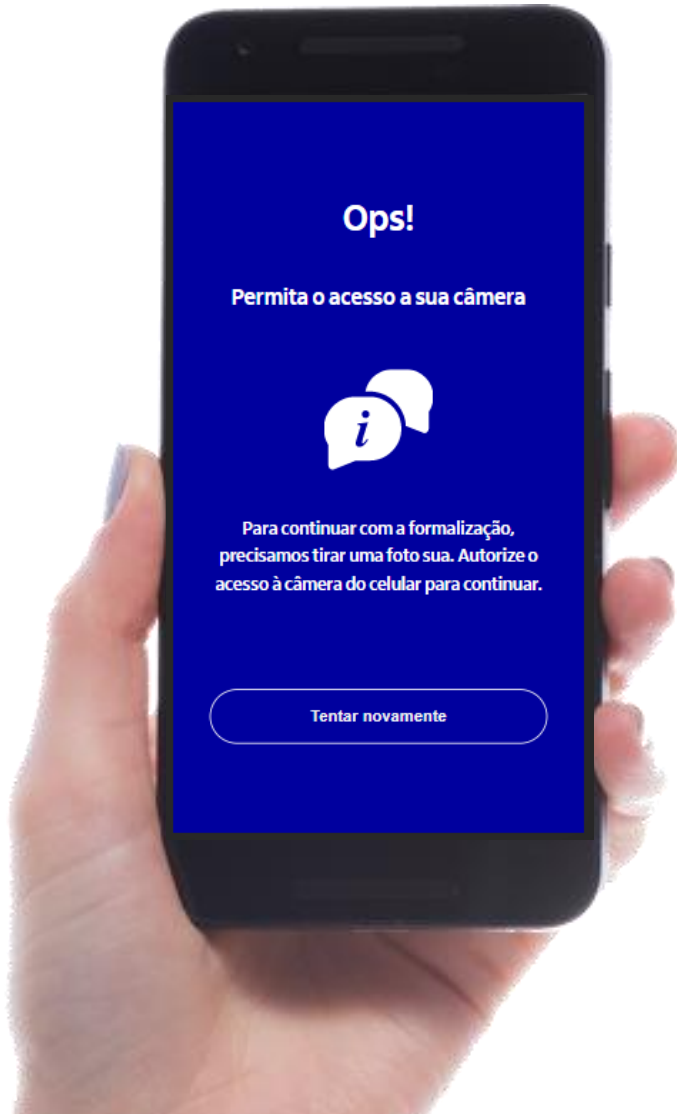 Ops!
Permita o acesso a sua câmera
i
Para continuar com a formalização,
precisamos tirar uma foto sua. Autorize o
acesso à câmera do celular para continuar.
Tentar novamente